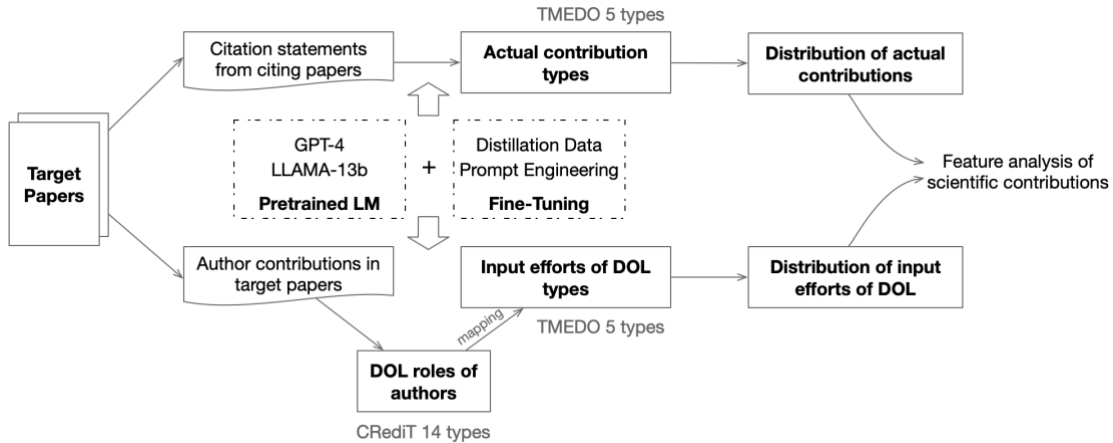 TMEDO 5 types
Citation statements
from citing papers
Actual contribution
types
Distribution of actual
contributions
Target
Papers
GPT-4
LLAMA-13b
Pretrained LM
+
Distillation Data
Prompt Engineering
Fine-Tuning
Feature analysis of
scientific contributions
Author contributions in
target papers
Input efforts of DOL
types
Distribution of input
efforts of DOL
mapping
TMEDO 5 types
DOL roles of
authors
CRediT 14 types